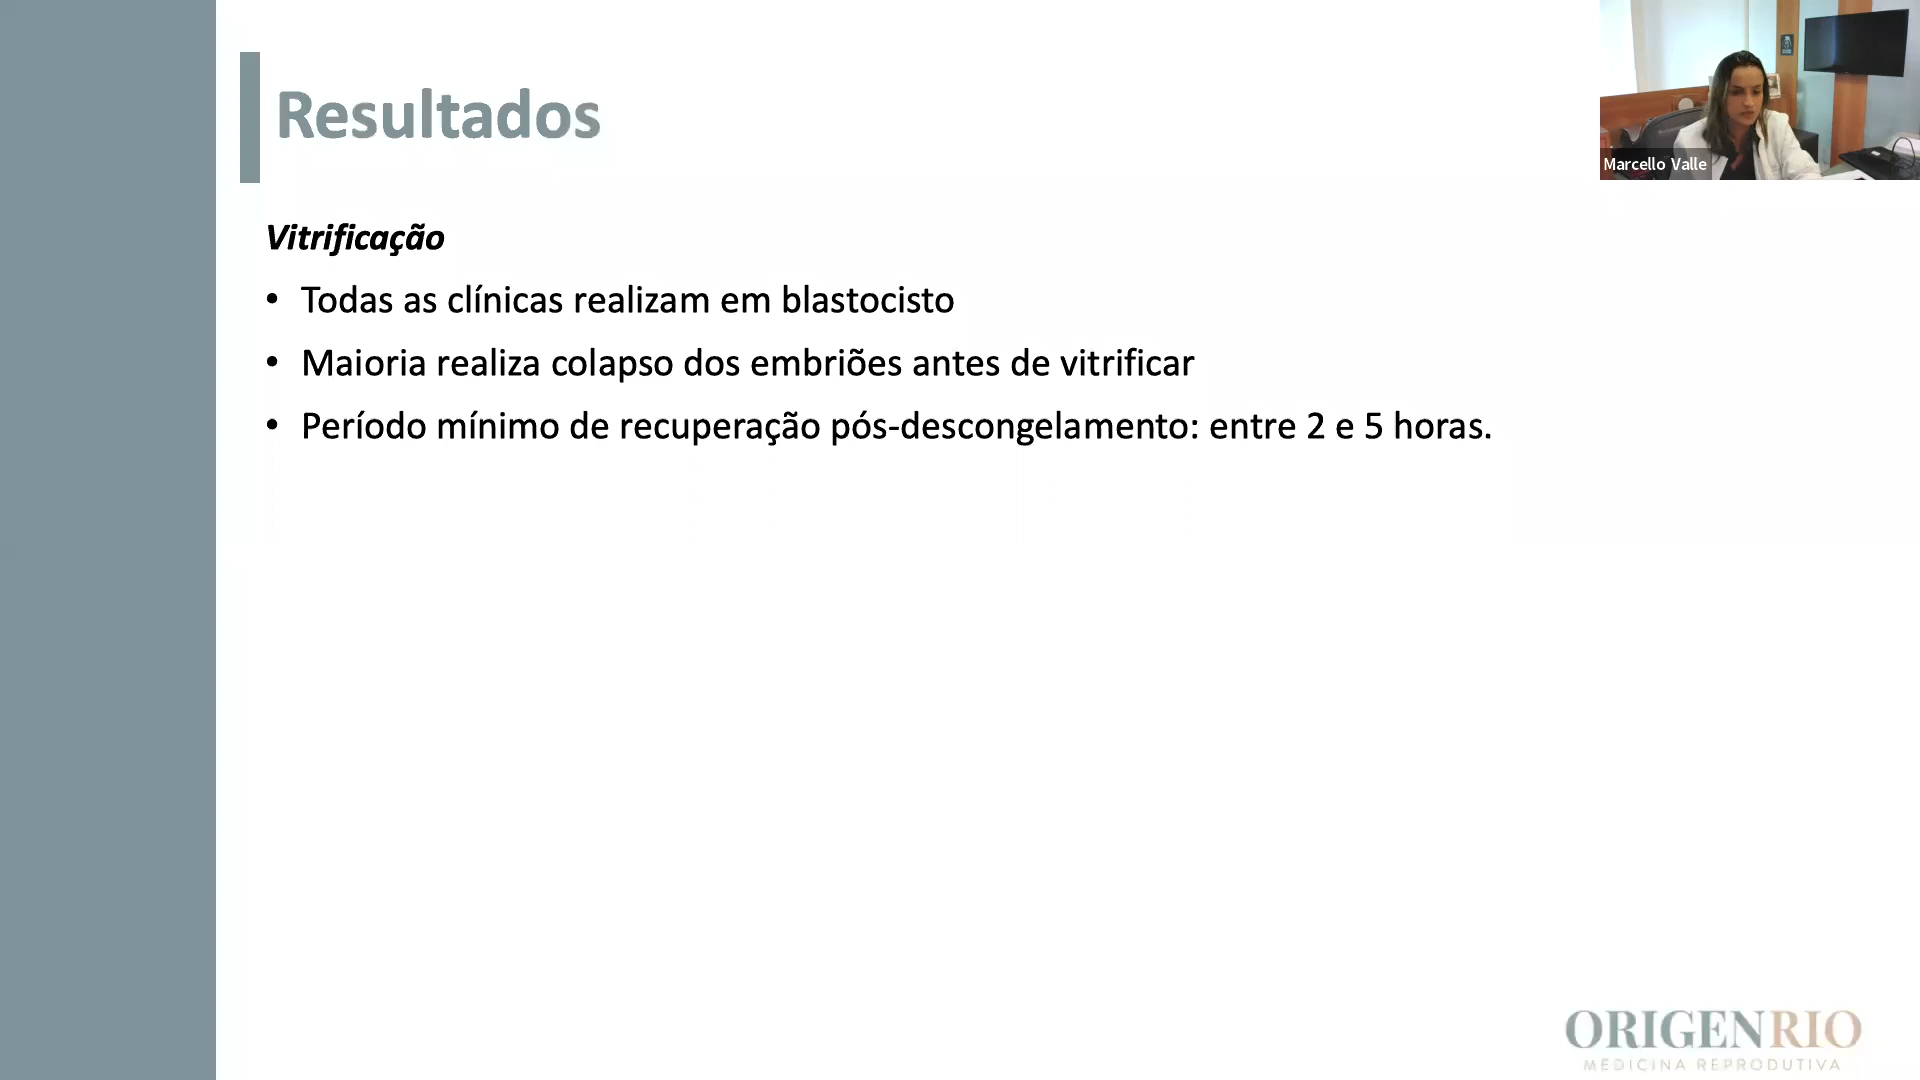 Resultados
Marcello Valle
Vitrificação
• Todas as clínicas realizam em blastocisto
• Maioria realiza colapso dos embriões antes de vitrificar
• Período mínimo de recuperação pós-descongelamento: entre 2 e 5 horas.
ORIGENRIO
MEDICINA REPRODUTIVA